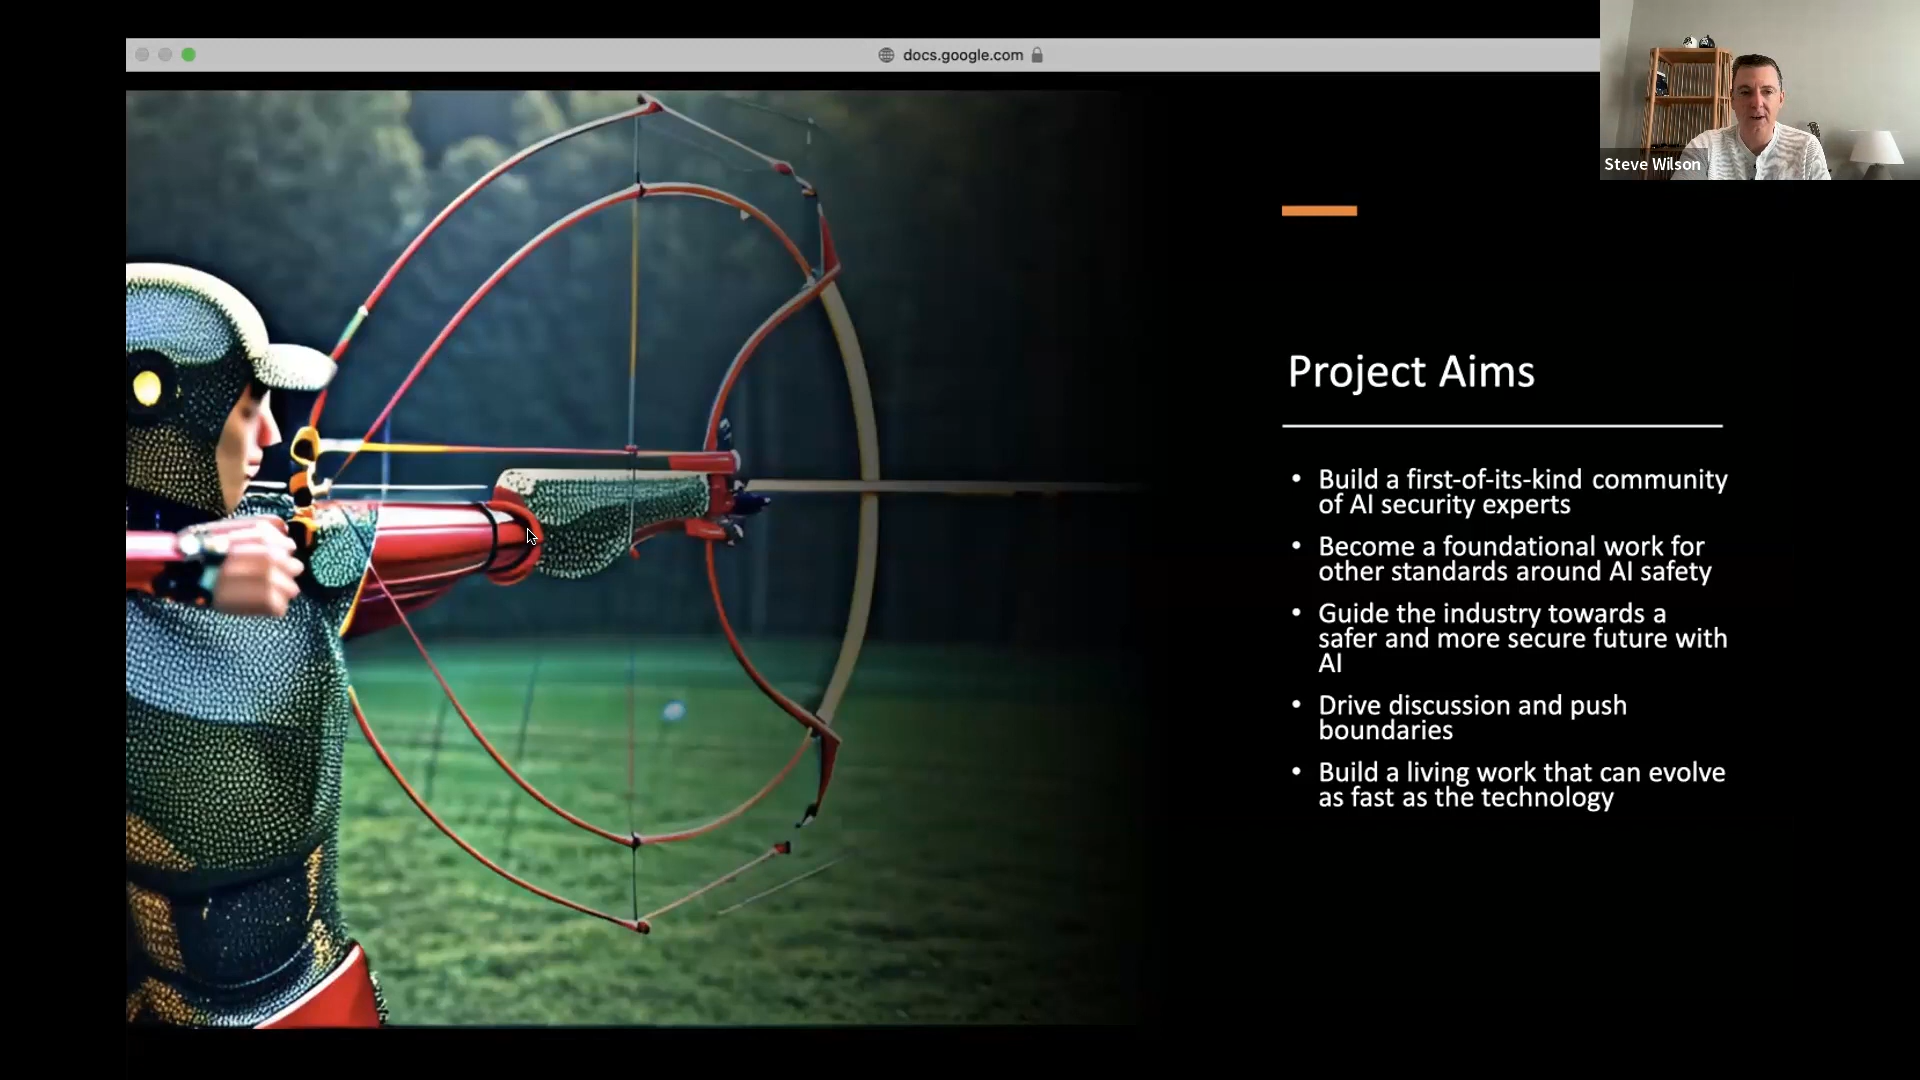 docs.google.com
Steve Wilson
Project Aims
• Build a first-of-its-kind community
of AI security experts
• Become a foundational work for
other standards around AI safety
• Guide the industry towards a
safer and more secure future with
AI
• Drive discussion and push
boundaries
• Build a living work that can evolve
as fast as the technology